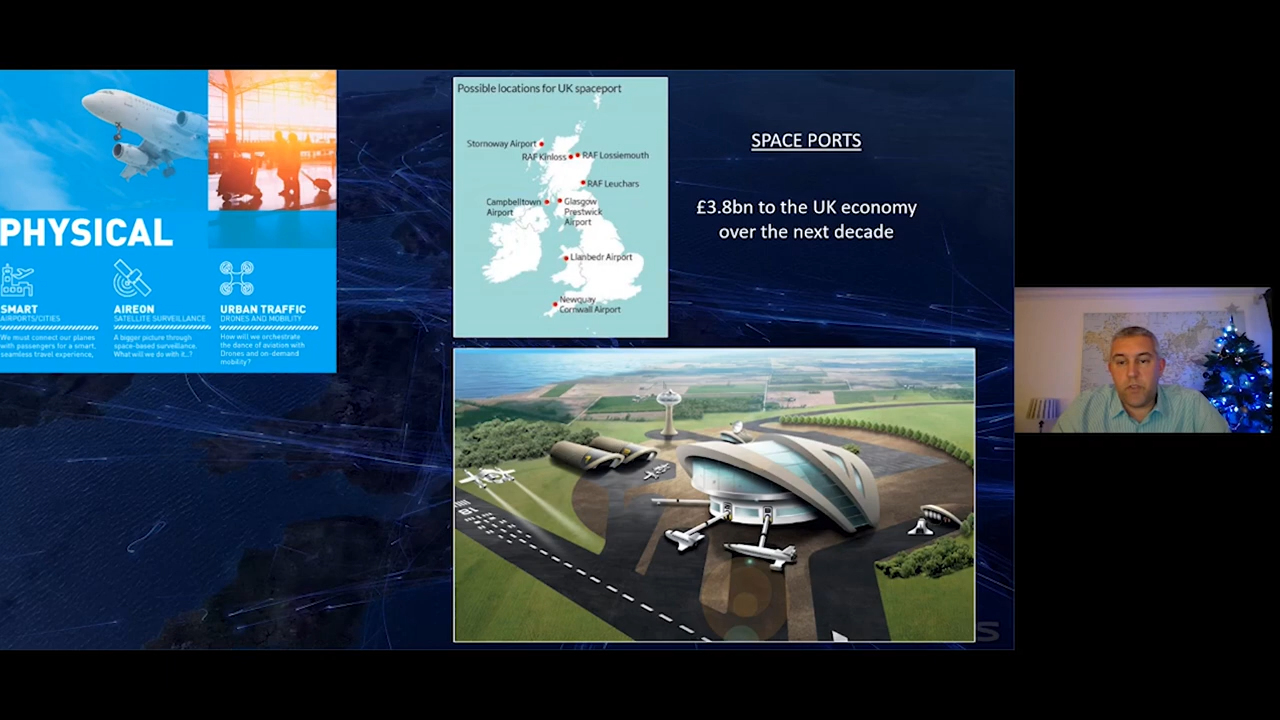 PHYSICAL
SMART
AIRPORTS/CITIES
We must connect our planes
with passengers for a smart,
seamless travel experience,
AIREON
SATELLITE SURVEILLANCE
A bigger picture through
space-based surveillance.
What will we do with it..?
URBAN TRAFFIC
DRONES AND MOBILITY
How will we orchestrate
the dance of aviation with
Drones and on-demand
mobility?
Possible locations for UK spaceport
Stornoway Airport
RAF Kinloss
RAF Lossiemouth
RAF Leuchars
Campbelltown
Airport
Glasgow
Prestwick
Airport
Llanbedr Airport
Newquay
Cornwall Airport
SPACE PORTS
£3.8bn to the UK economy
over the next decade